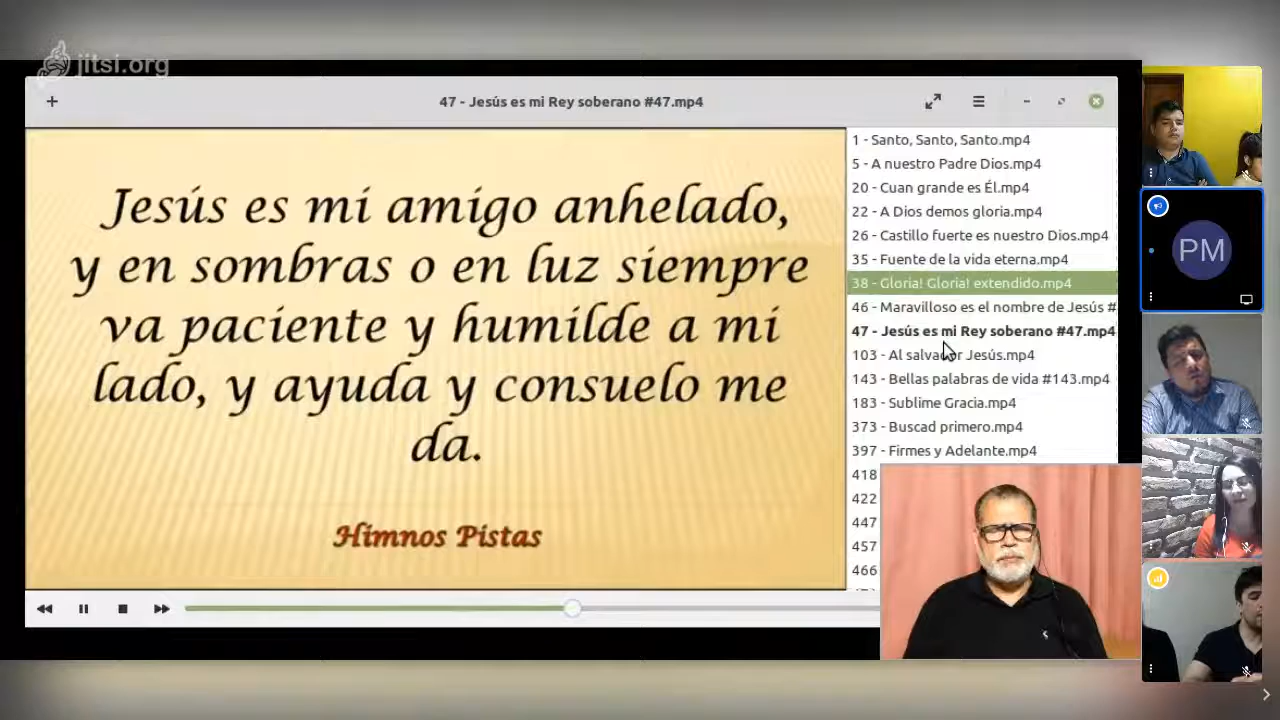 jitsi.org
47 - Jesús es mi Rey soberano #47.mp4
Jesús es mi amigo anhelado,
y en sombras o en luz siempre
va paciente y humilde a mi
lado, y ayuda y consuelo me
da.
Himnos Pistas
1 - Santo, Santo, Santo.mp4
5 - A nuestro Padre Dios.mp4
20 - Cuan grande es Él.mp4
22 - A Dios demos gloria.mp4
26 - Castillo fuerte es nuestro Dios.mp4
35 - Fuente de la vida eterna.mp4
38 - Gloria! Gloria! extendido.mp4
46 - Maravilloso es el nombre de Jesús #
47 - Jesús es mi Rey soberano #47.mp4
103 - Al salvador Jesús.mp4
143 - Bellas palabras de vida #143.mp4
183 - Sublime Gracia.mp4
373 - Buscad primero.mp4
397 - Firmes y Adelante.mp4
418
422
447
457
466
PM